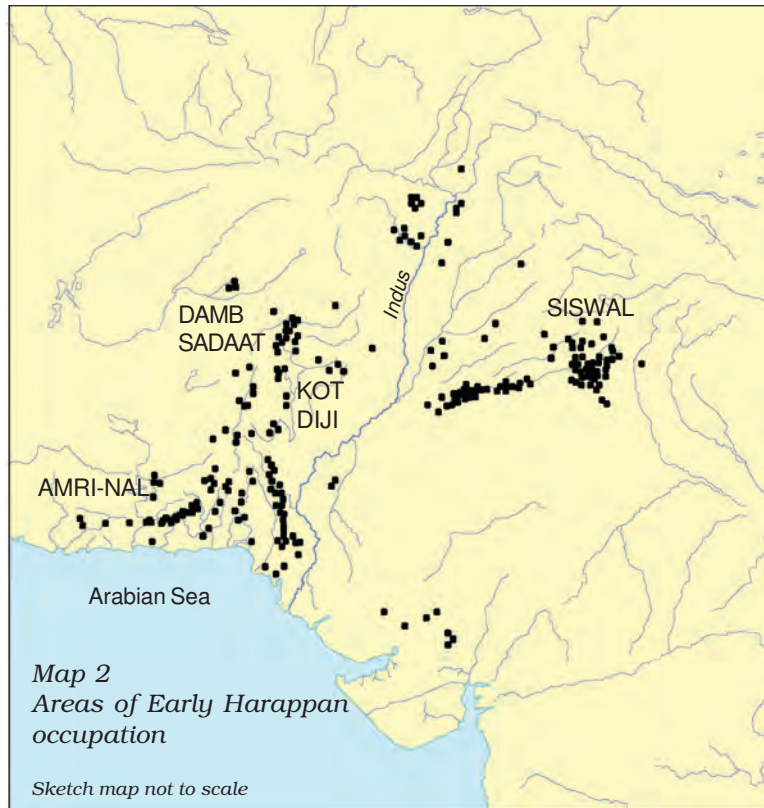 Indus
DAMB
SADAAT
SISWAL
KOT
DIJI
AMRI-NAL
Arabian Sea
Map 2
Areas of Early Harappan
occupation
Sketch map not to scale